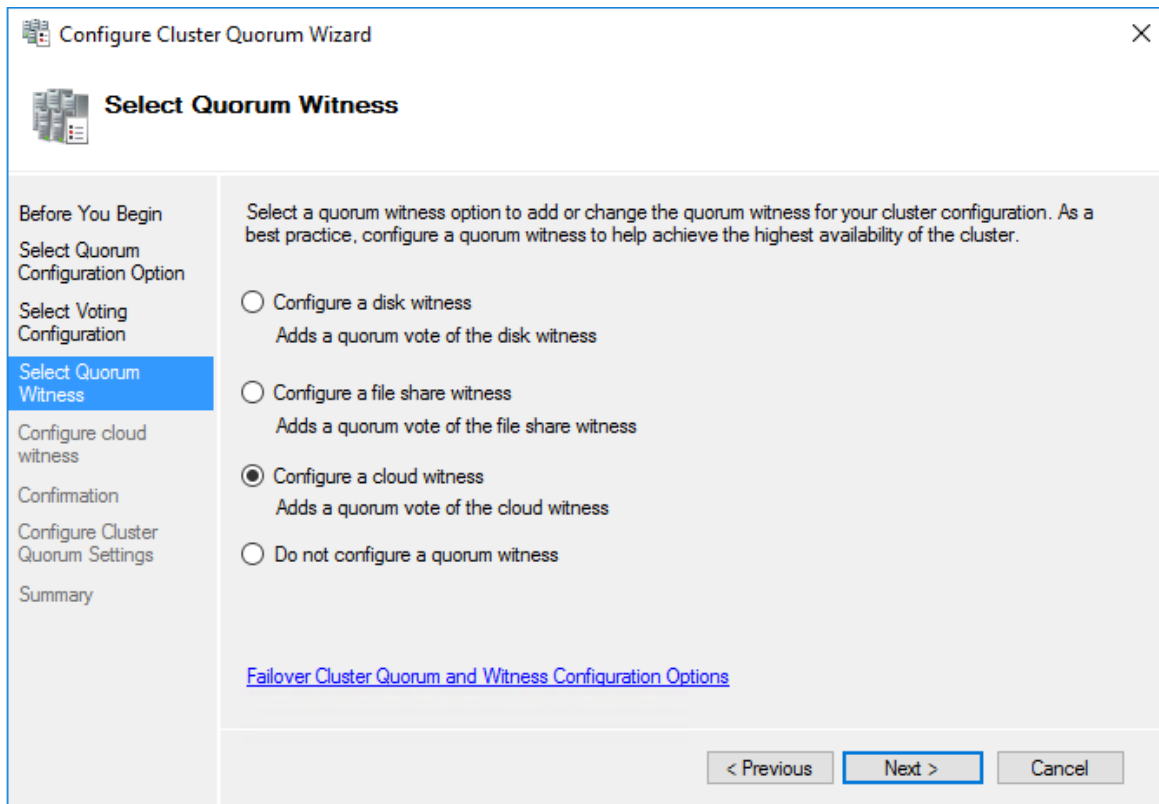 Configure Cluster Quorum Wizard
Select Quorum Witness
Before You Begin
Select Quorum
Configuration Option
Select Voting
Configuration
Select Quorum
Witness
Configure cloud
witness
Confirmation
Configure Cluster
Quorum Settings
Summary
Select a quorum witness option to add or change the quorum witness for your cluster configuration. As a
best practice, configure a quorum witness to help achieve the highest availability of the cluster.
Configure a disk witness
Adds a quorum vote of the disk witness
Configure a file share witness
Adds a quorum vote of the file share witness
Configure a cloud witness
Adds a quorum vote of the cloud witness
Do not configure a quorum witness
Failover Cluster Quorum and Witness Configuration Options
< Previous
Next >
Cancel